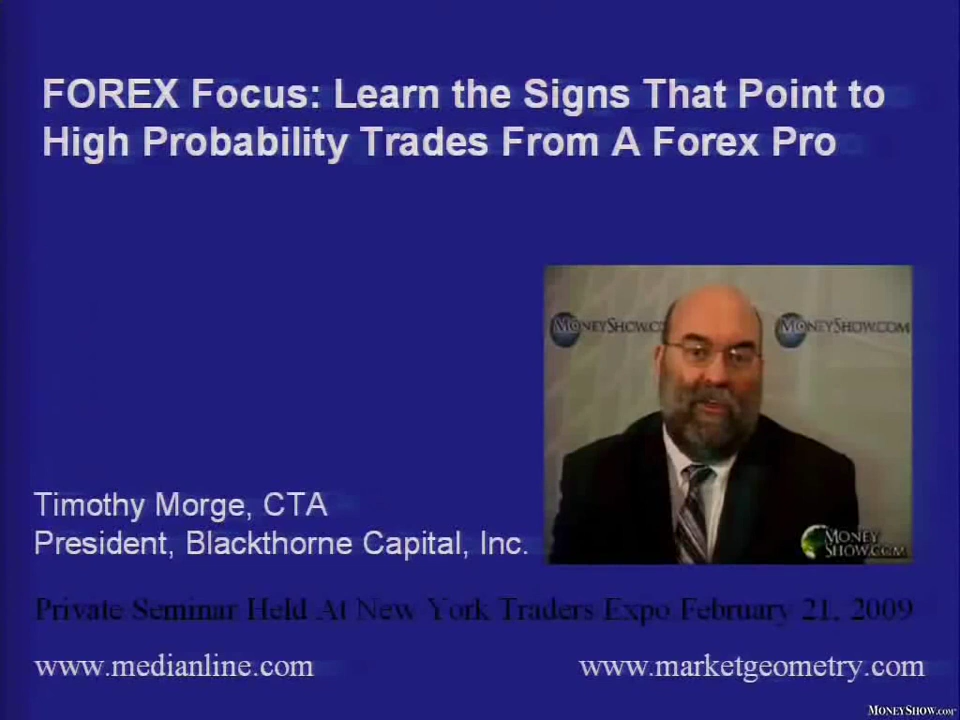 FOREX Focus: Learn the Signs That Point to
High Probability Trades From A Forex Pro
MONEYSHOW.CO
MONEYSHOW.COM
MONEY
SHOW.COM
Timothy Morge, CTA
President, Blackthorne Capital, Inc.
Private Seminar Held At New York Traders Expo February 21, 2009
www.medianline.com
www.marketgeometry.com
MONEYSHOW.COM